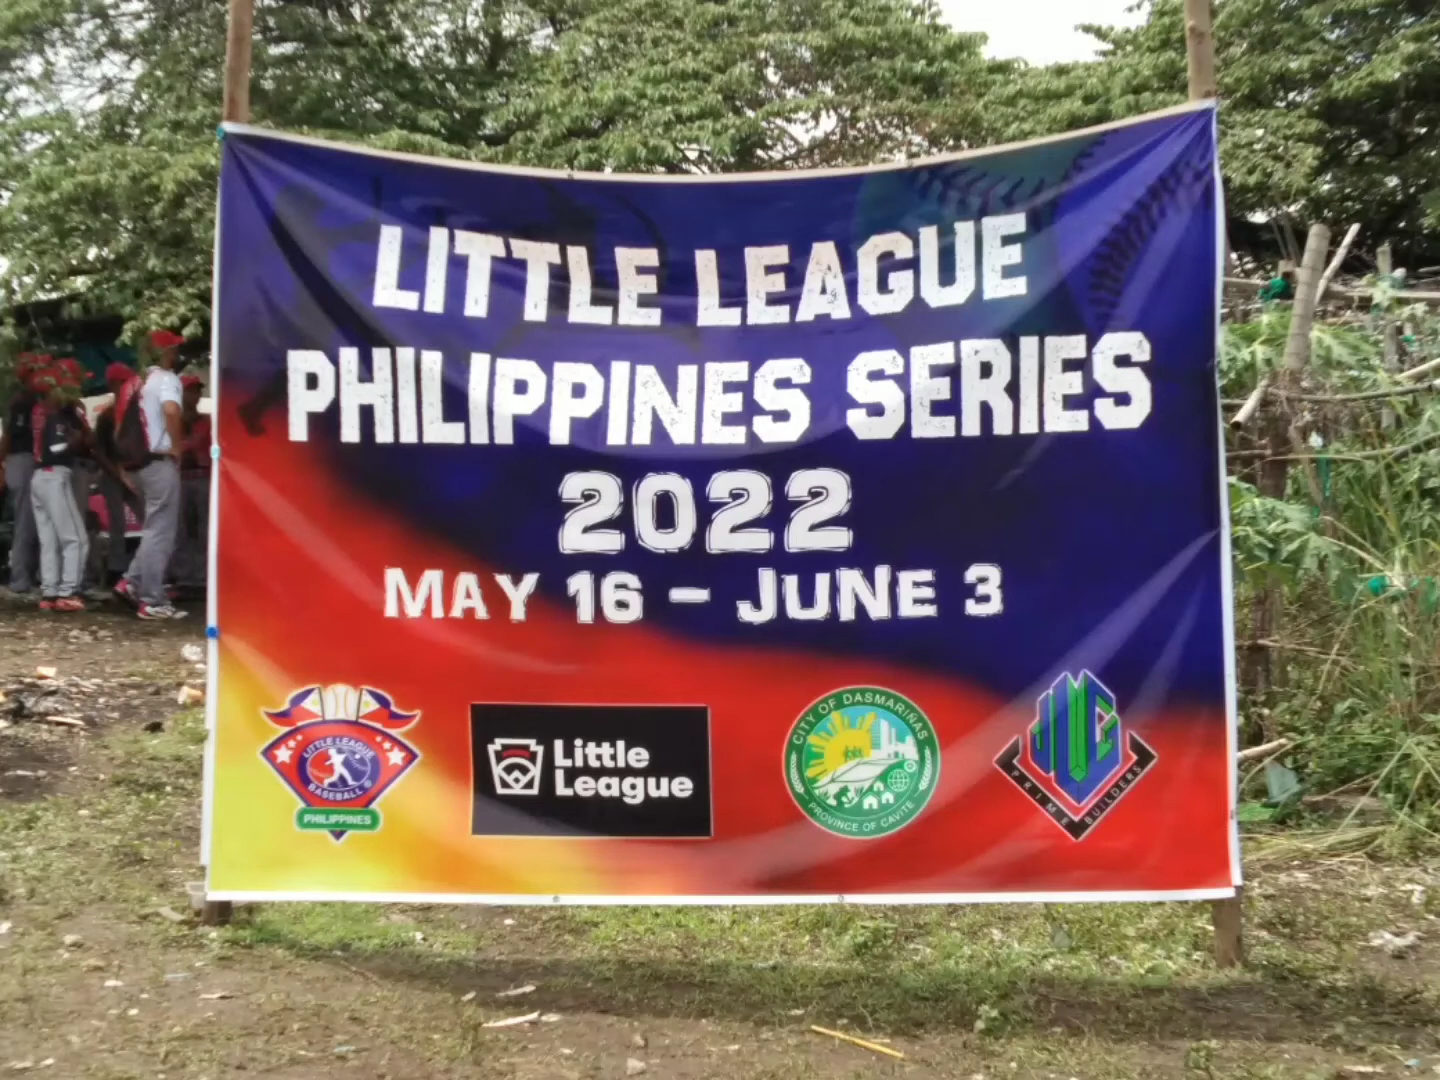 LITTLE LEAGUE
PHILIPPINES SERIES
2022
MAY 16 - JUNE 3
LITTLE LEAGUE
BASEBALL ®
PHILIPPINES
Little
League
CITY OF DASMARIÑAS
PROVINCE OF CAVITE
PRIME BUILDERS